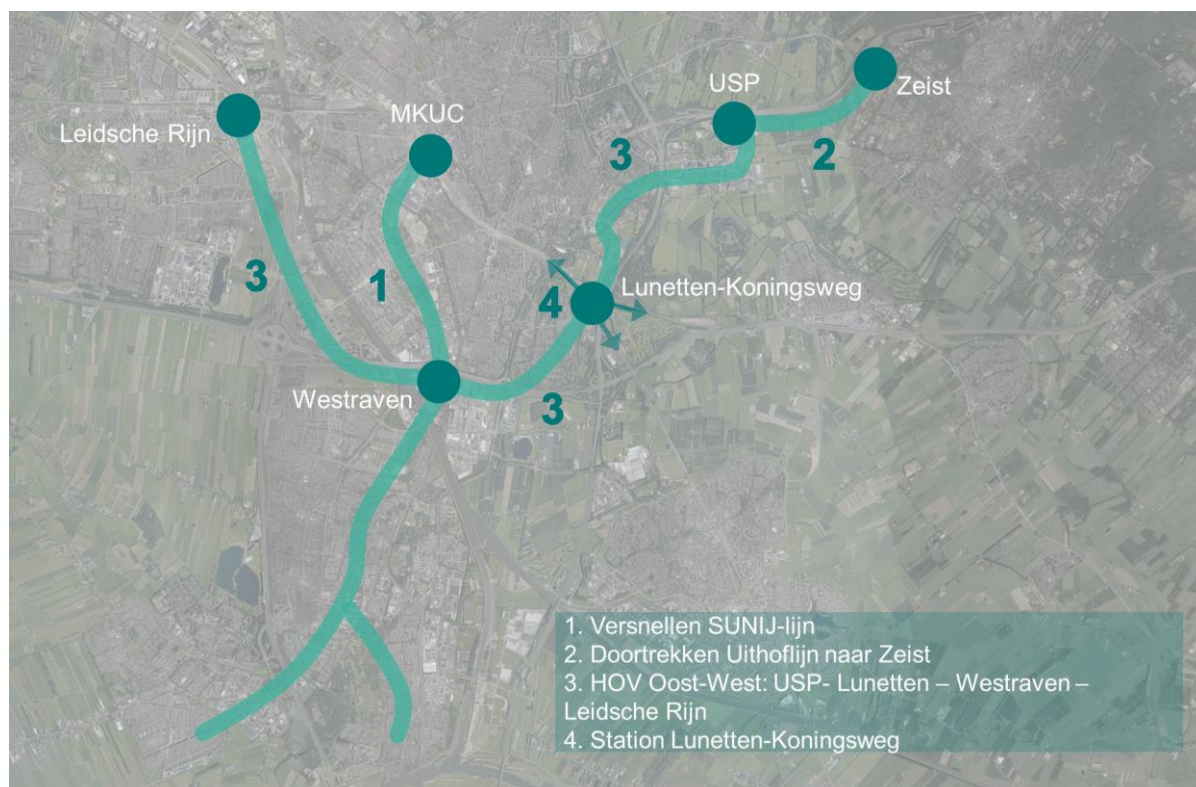 USP
Zeist
MKUC
Leidsche Rijn
3
2
3
1
4
Lunetten-Koningsweg
Westraven
3
1. Versnellen SUNIJ-lijn
2. Doortrekken Uithoflijn naar Zeist
3. HOV Oost-West: USP- Lunetten – Westraven –
Leidsche Rijn
4. Station Lunetten-Koningsweg